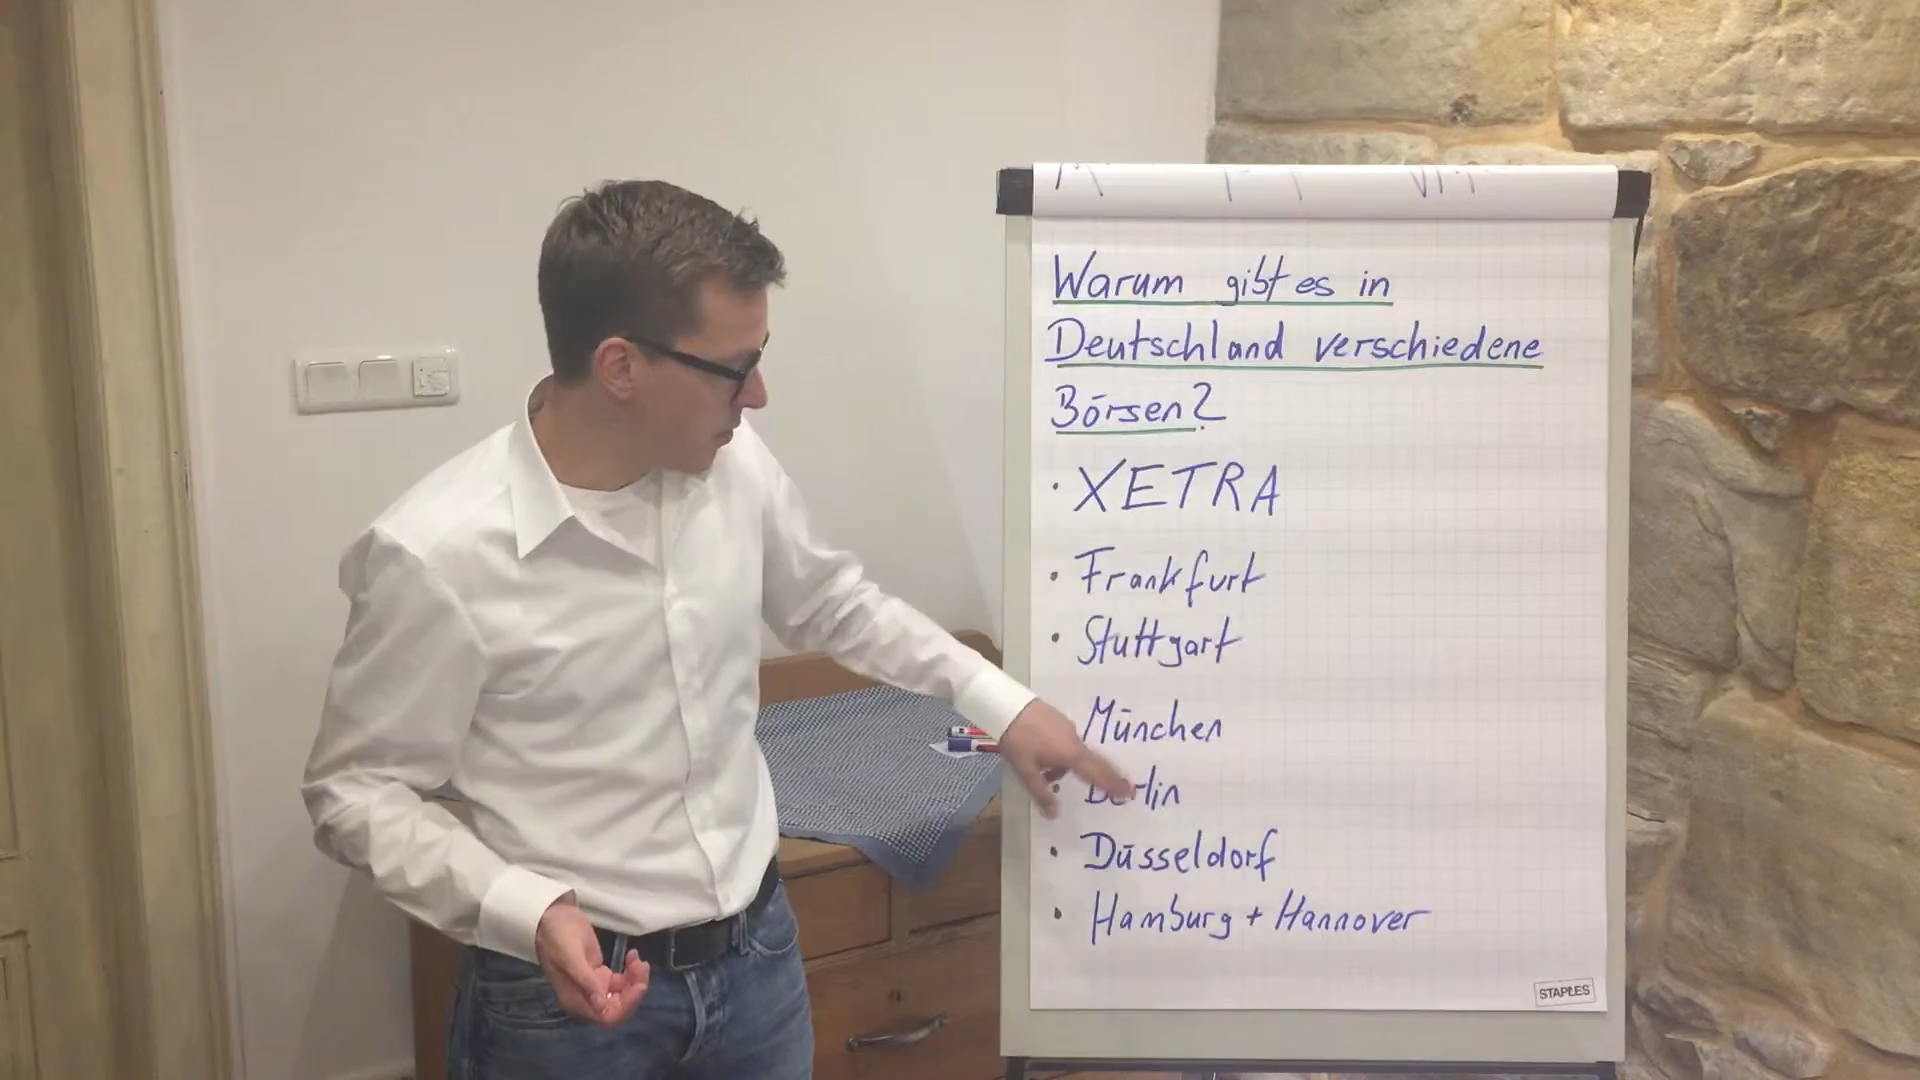 Warum gibt es in
Deutschland verschiedene
Börsen?
· XETRA
· Frankfurt
· Stuttgart
München
· Berlin
· Düsseldorf
· Hamburg + Hannover
STAPLES